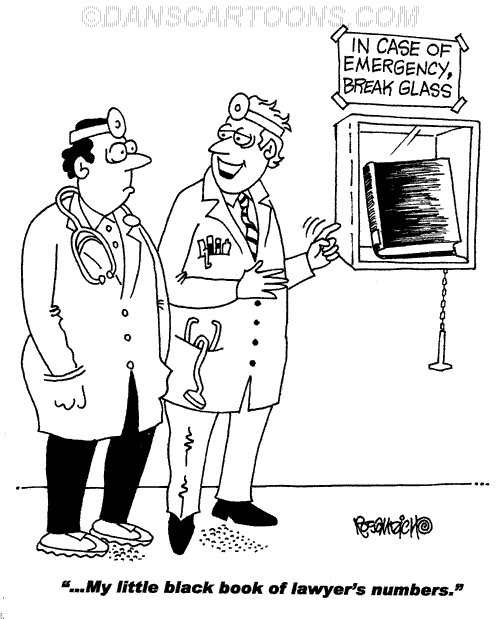 ©DANSCARTOONS.COM
IN CASE OF
EMERGENCY,
BREAK GLASS
"...My little black book of lawyer's numbers."